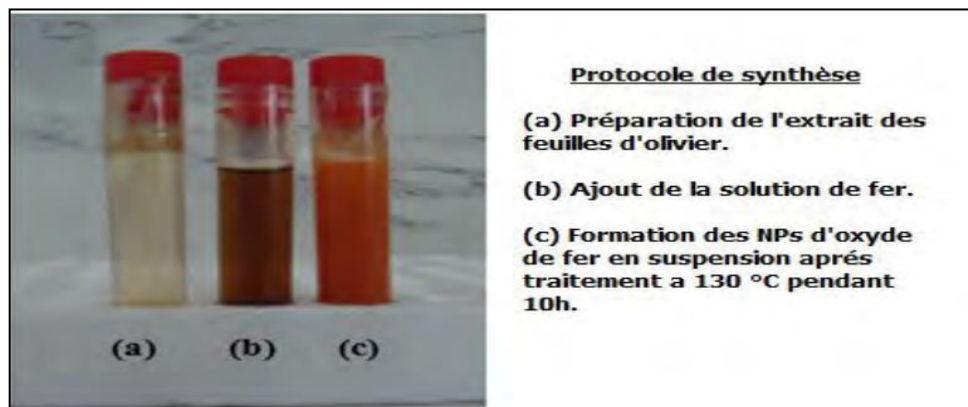 Protocole de synthèse
(a) Préparation de l'extrait des
feuilles d'olivier.
(b) Ajout de la solution de fer.
(c) Formation des NPs d'oxyde
de fer en suspension aprés
traitement a 130 °C pendant
10h.
(a) (b) (c)